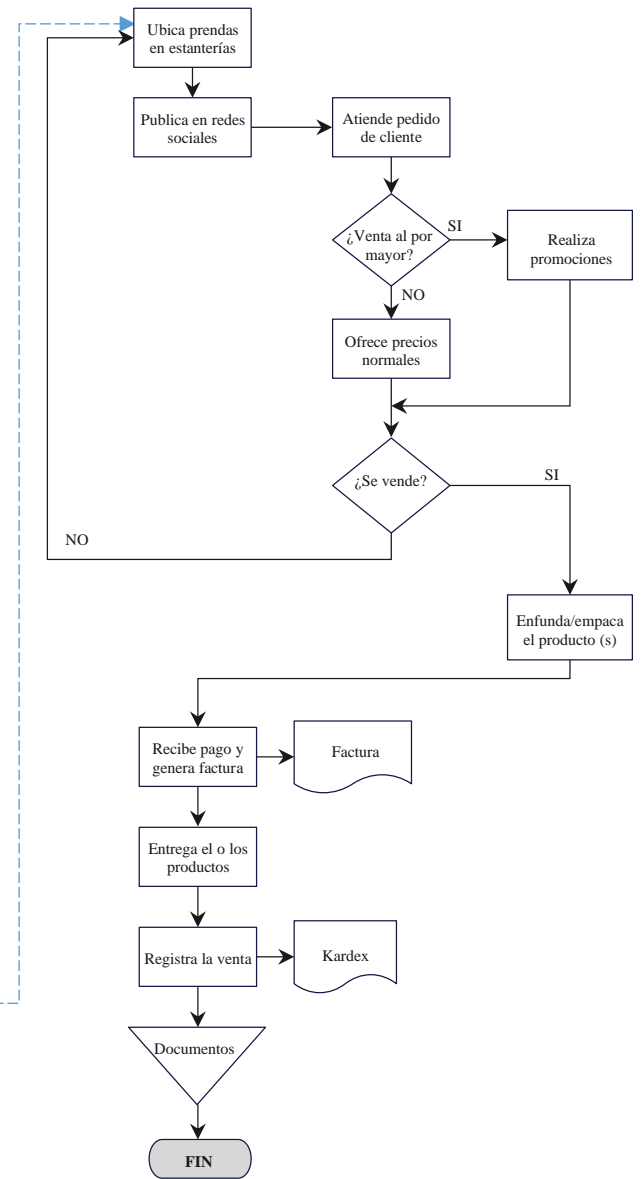 Ubica prendas
en estanterías
Publica en redes
sociales
Atiende pedido
de cliente
¿Venta al por
mayor?
SI
Realiza
promociones
NO
Ofrece precios
normales
¿Se vende?
SI
NO
Enfunda/empaca
el producto (s)
Recibe pago y
genera factura
Factura
Entrega el o los
productos
Registra la venta
Kardex
Documentos
FIN